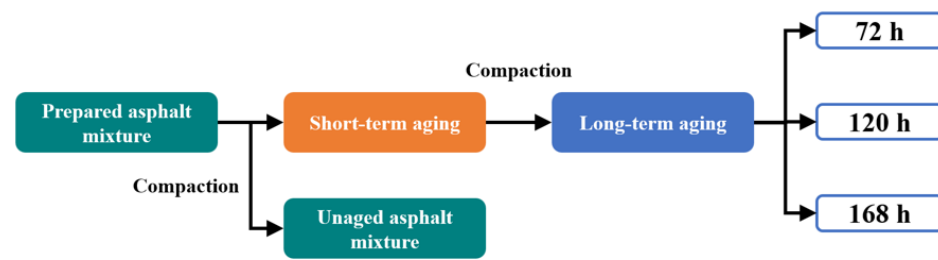 Prepared asphalt
mixture
Compaction
Short-term aging
Unaged asphalt
mixture
Compaction
Long-term aging
72 h
120 h
168 h